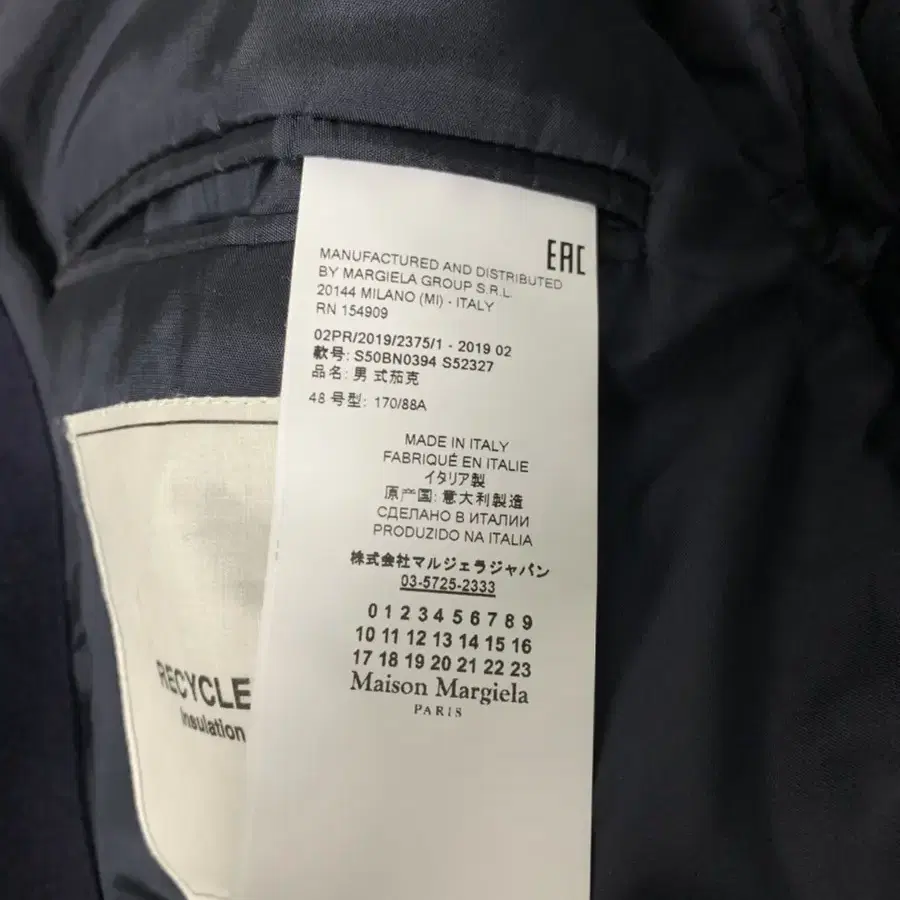 EAC
MANUFACTURED AND DISTRIBUTED
BY MARGIELA GROUP S.R.L.
20144 MILANO (MI) - ITALY
RN 154909
02PR/2019/2375/1 - 2019 02
款号: S50BN0394 S52327
品名: 男 式茄克
48 号型: 170/88A
MADE IN ITALY
FABRIQUÉ EN ITALIE
イタリア製
原产国: 意大利製造
СДЕЛАНО В ИТАЛИИ
PRODUZIDO NA ITALIA
株式会社マルジェラジャパン
03-5725-2333
0 1 2 3 4 5 6 7 8 9
10 11 12 13 14 15 16
17 18 19 20 21 22 23
Maison Margiela
PARIS
RECYCLE
Insulation